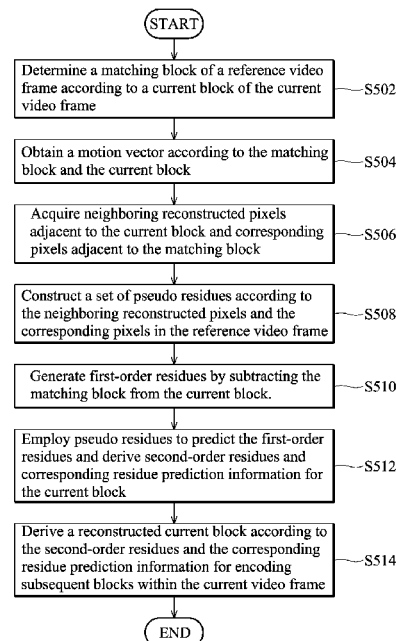 START
Determine a matching block of a reference video
frame according to a current block of the current
video frame
S502
Obtain a motion vector according to the matching
block and the current block
S504
Acquire neighboring reconstructed pixels
adjacent to the current block and corresponding
pixels adjacent to the matching block
S506
Construct a set of pseudo residues according to
the neighboring reconstructed pixels and the
corresponding pixels in the reference video frame
S508
Generate first-order residues by subtracting the
matching block from the current block.
S510
Employ pseudo residues to predict the first-order
residues and derive second-order residues and
corresponding residue prediction information for
the current block
S512
Derive a reconstructed current block according to
the second-order residues and the corresponding
residue prediction information for encoding
subsequent blocks within the current video frame
S514
END